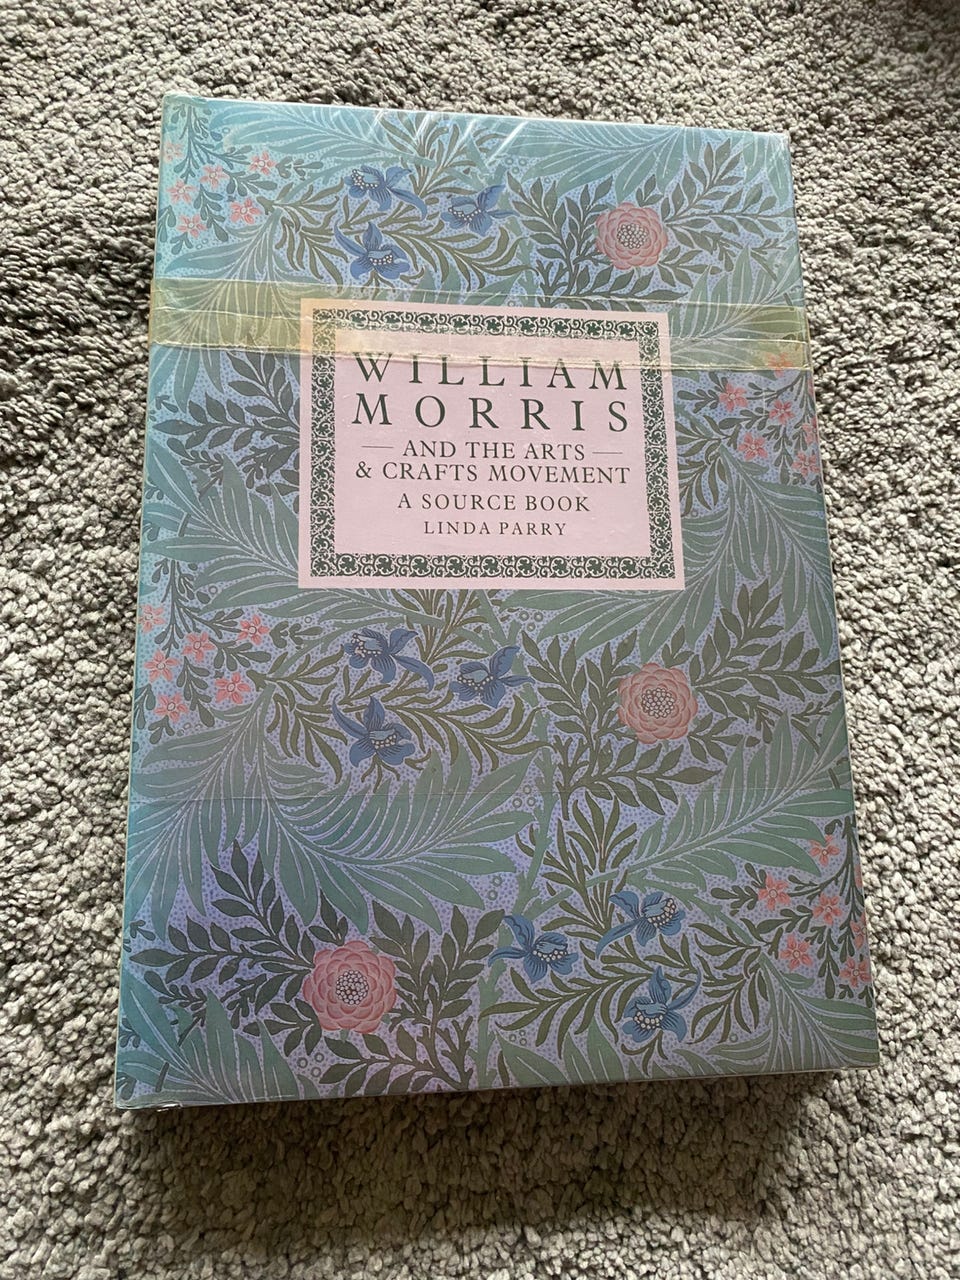 WILLIAM
MORRIS
AND THE ARTS
& CRAFTS MOVEMENT
A SOURCE BOOK
LINDA PARRY